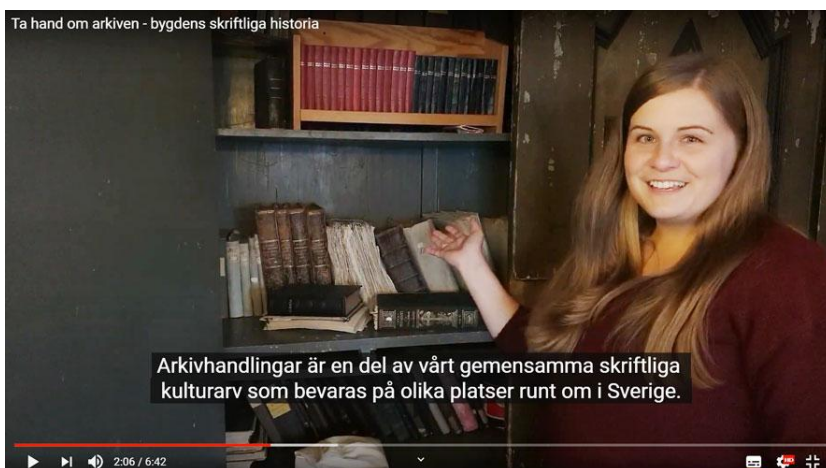 Ta hand om arkiven - bygdens skriftliga historia
Arkivhandlingar är en del av vårt gemensamma skriftliga
kulturarv som bevaras på olika platser runt om i Sverige.
2:06 / 6:42
HD